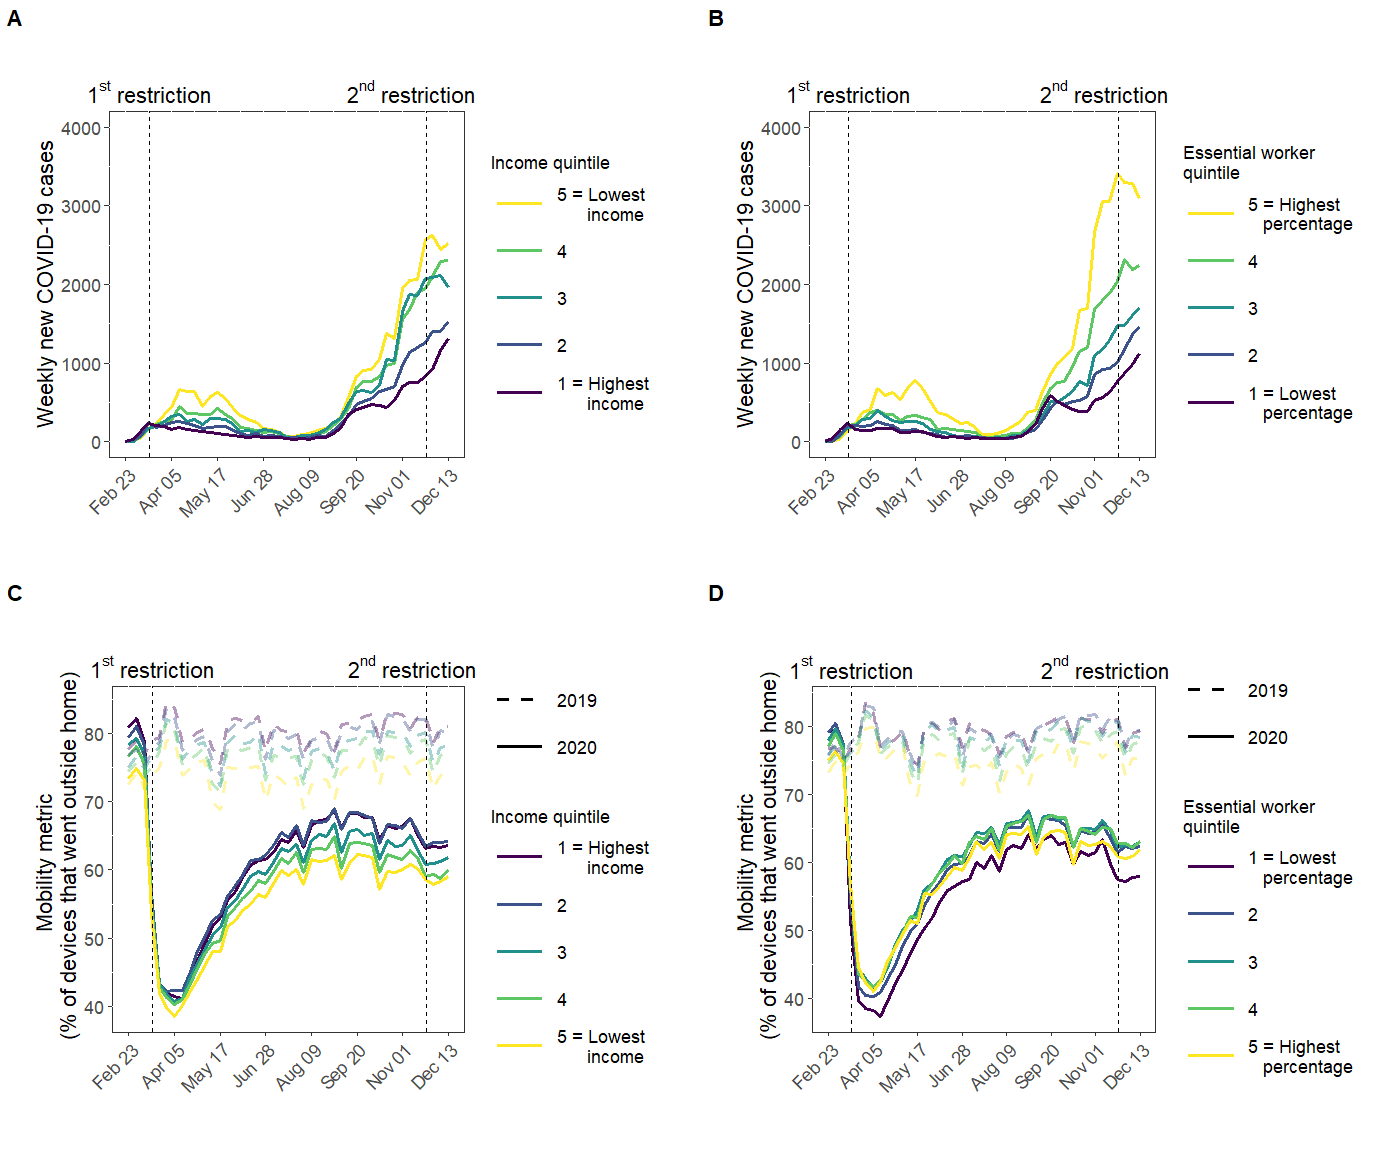 A
1st restriction
2nd restriction
Weekly new COVID-19 cases
4000
3000
2000
1000
0
Feb 23
Apr 05
May 17
Jun 28
Aug 09
Sep 20
Nov 01
Dec 13
Income quintile
5 = Lowest
income
4
3
2
1 = Highest
income
B
1st restriction
2nd restriction
Weekly new COVID-19 cases
4000
3000
2000
1000
0
Feb 23
Apr 05
May 17
Jun 28
Aug 09
Sep 20
Nov 01
Dec 13
Essential worker
quintile
5 = Highest
percentage
4
3
2
1 = Lowest
percentage
C
1st restriction
2nd restriction
Mobility metric
(% of devices that went outside home)
80
70
60
50
40
Feb 23
Apr 05
May 17
Jun 28
Aug 09
Sep 20
Nov 01
Dec 13
2019
2020
Income quintile
1 = Highest
income
2
3
4
5 = Lowest
income
D
1st restriction
2nd restriction
Mobility metric
(% of devices that went outside home)
80
70
60
50
40
Feb 23
Apr 05
May 17
Jun 28
Aug 09
Sep 20
Nov 01
Dec 13
2019
2020
Essential worker
quintile
1 = Lowest
percentage
2
3
4
5 = Highest
percentage